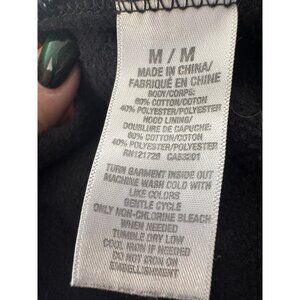 M / M
MADE IN CHINA/
FABRIQUÉ EN CHINE
BODY/CORPS:
60% COTTON/COTON
40% POLYESTER/POLYESTER
HOOD LINING/
DOUBLURE DE CAPUCHE:
60% COTTON/COTON
40% POLYESTER/POLYESTER
RN121726 CA53201
TURN GARMENT INSIDE OUT
MACHINE WASH COLD WITH
LIKE COLORS
GENTLE CYCLE
ONLY NON-CHLORINE BLEACH
WHEN NEEDED
TUMBLE DRY LOW
COOL IRON IF NEEDED
DO NOT IRON ON
EMBELLISHMENT